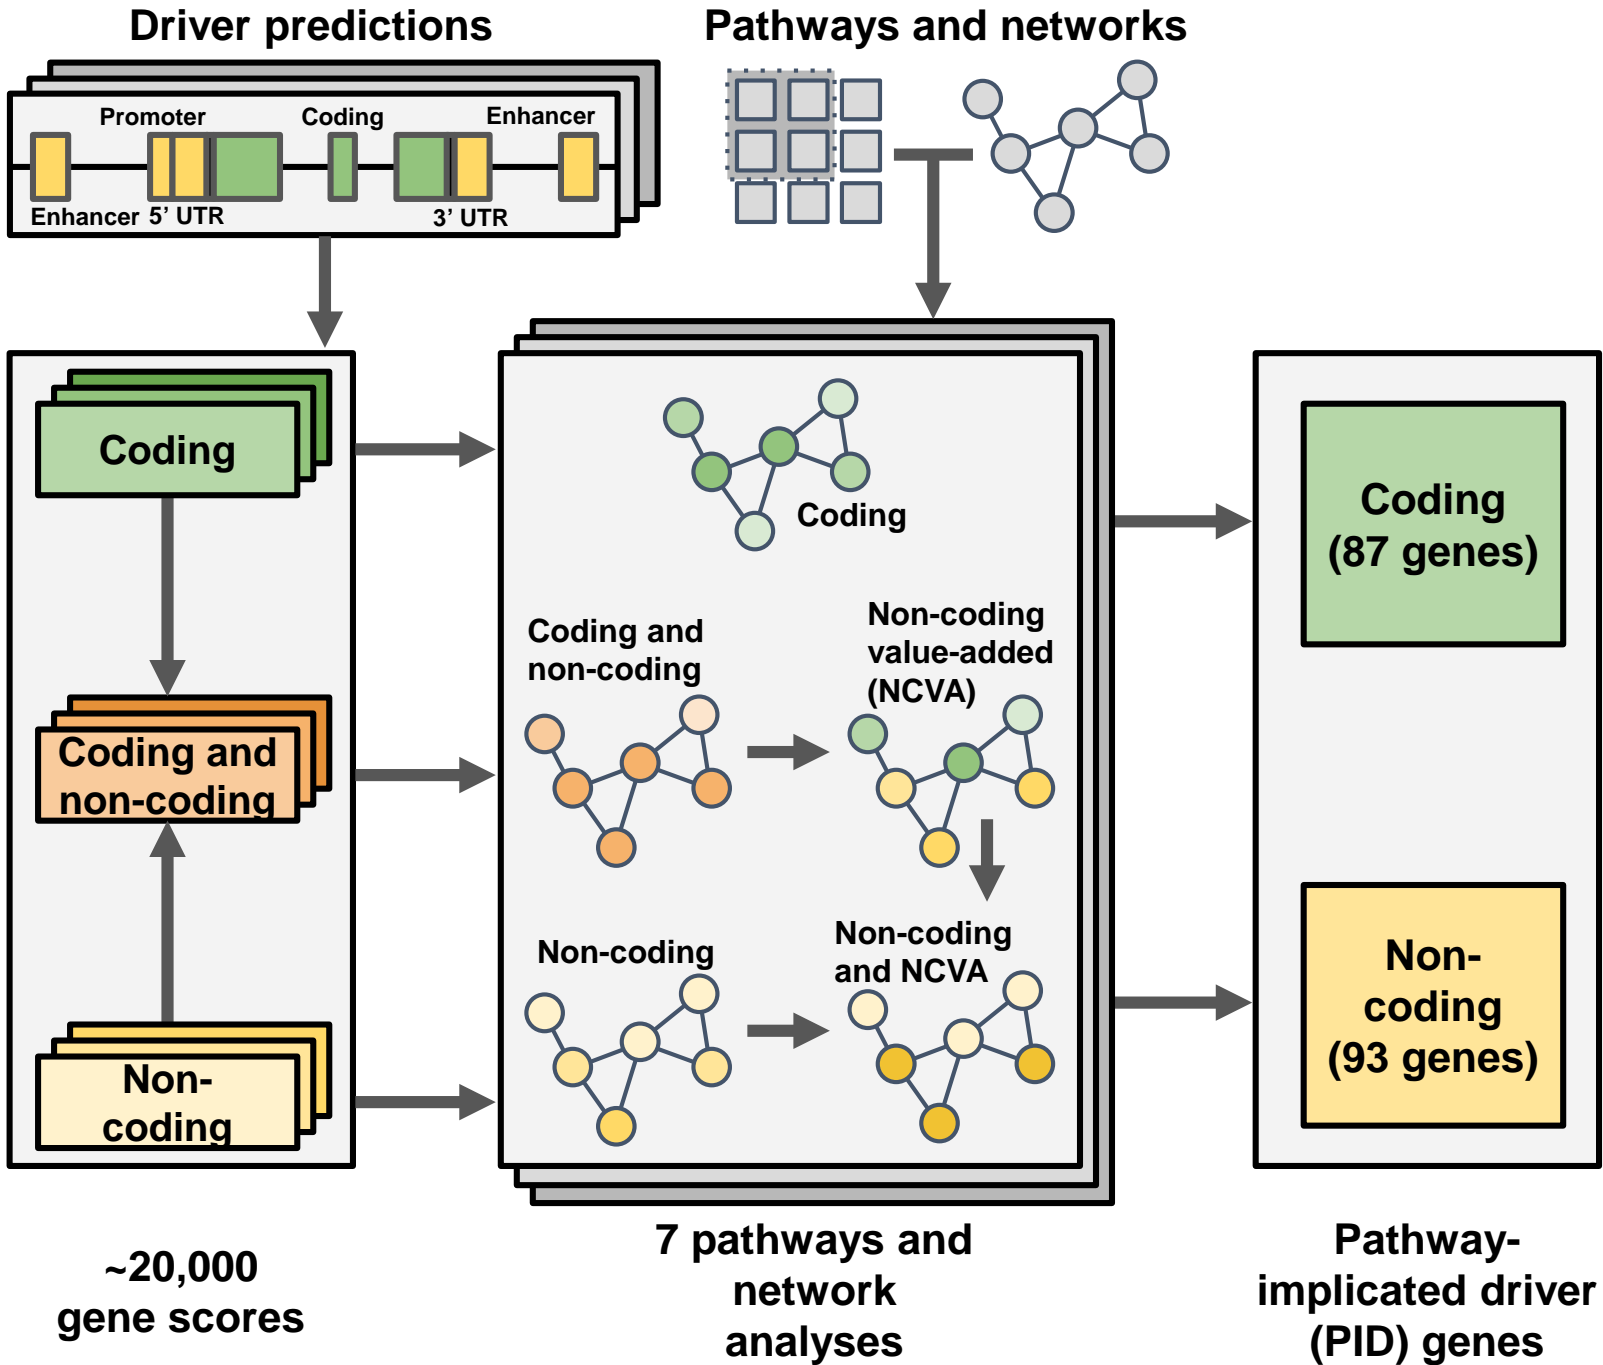 Driver predictions
Pathways and networks
Promoter
Coding
Enhancer
Enhancer
5’ UTR
3’ UTR
Coding
Coding and
non-coding
Non-
coding
Coding
Coding and
non-coding
Non-coding
value-added
(NCVA)
Non-coding
Non-coding
and NCVA
Coding
(87 genes)
Non-
coding
(93 genes)
~20,000
gene scores
7 pathways and
network
analyses
Pathway-
implicated driver
(PID) genes